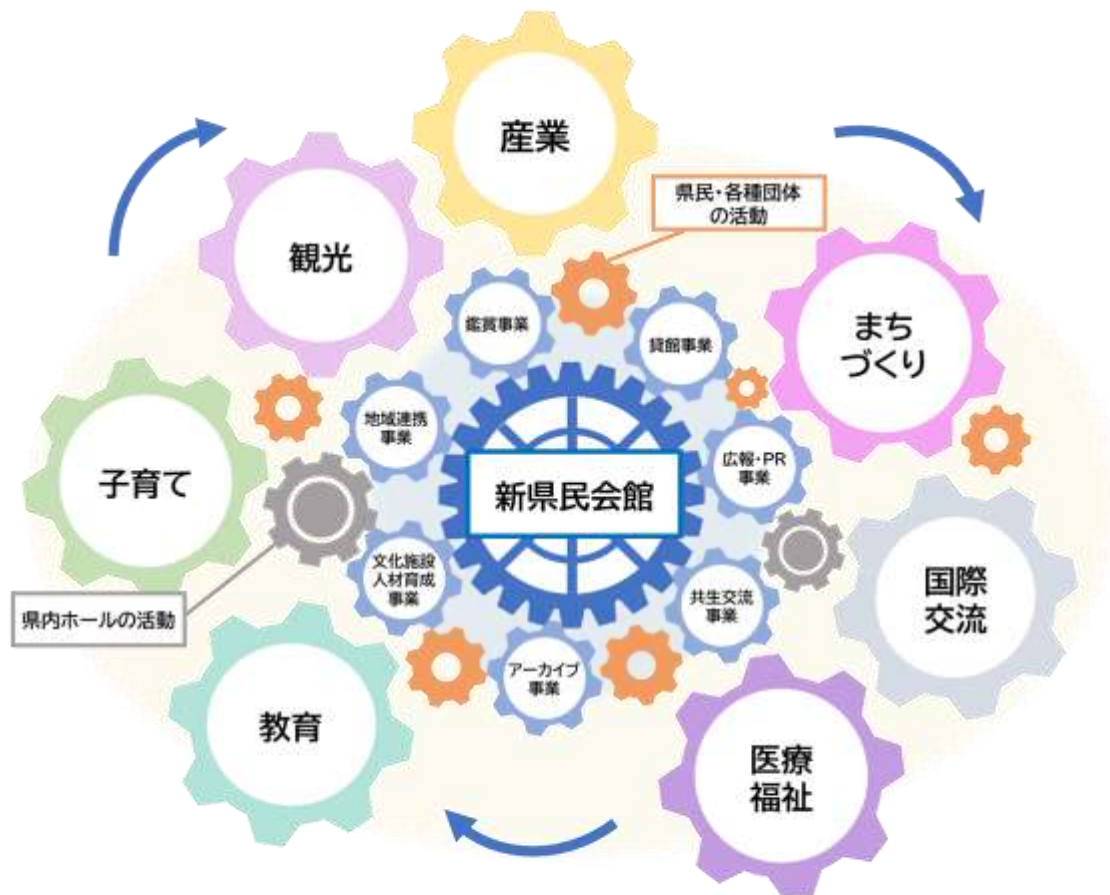 産業
観光
県民・各種団体
の活動
まち
づくり
鑑賞事業
貸館事業
地域連携
事業
広報・PR
事業
子育て
新県民会館
文化施設
人材育成
事業
共生交流
事業
国際
交流
県内ホールの活動
アーカイブ
事業
教育
医療
福祉